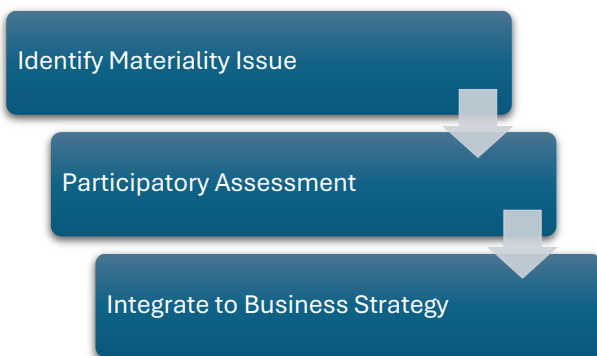 Identify Materiality Issue
Participatory Assessment
Integrate to Business Strategy